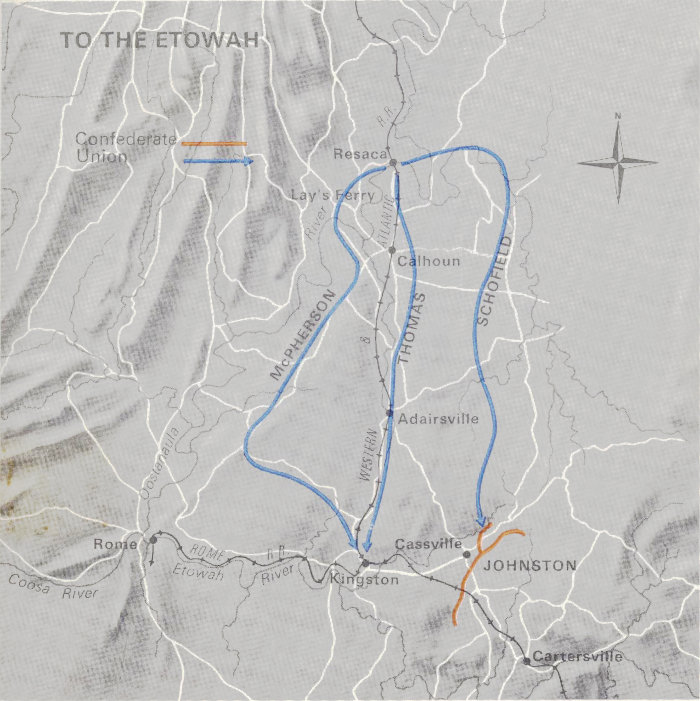 TO THE ETOWAH
N
R.R.
Confederate
Union
Resaca
Lay's Ferry
River
ATLANTIC
Calhoun
SCHOFIELD
McPHERSON
THOMAS
&
Adairsville
WESTERN
Oostanaula
Rome
ROME R.R.
Etowah River
Cassville
JOHNSTON
Kingston
Coosa River
Cartersville